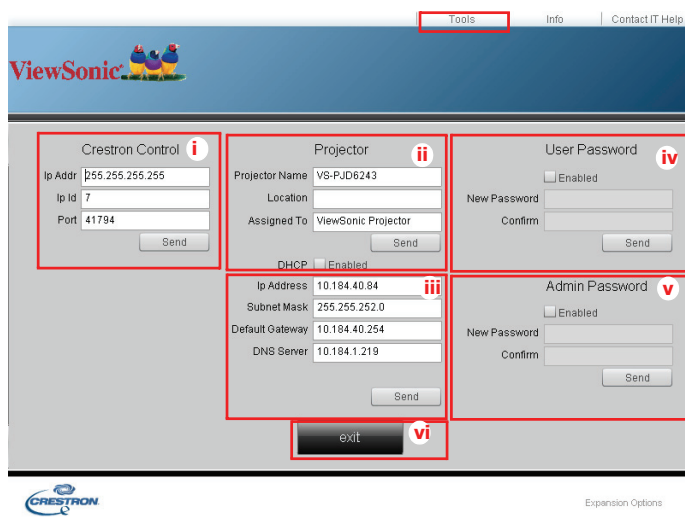 Tools Info Contact IT Help
ViewSonic
Crestron Control i
Ip Addr 255.255.255.255
Ip Id 7
Port 41794
Send
Projector ii
Projector Name VS-PJD6243
Location
Assigned To ViewSonic Projector
Send
DHCP Enabled
iii
Ip Address 10.184.40.84
Subnet Mask 255.255.252.0
Default Gateway 10.184.40.254
DNS Server 10.184.1.219
Send
User Password iv
Enabled
New Password
Confirm
Send
Admin Password v
Enabled
New Password
Confirm
Send
exit vi
CRESTRON
Expansion Options